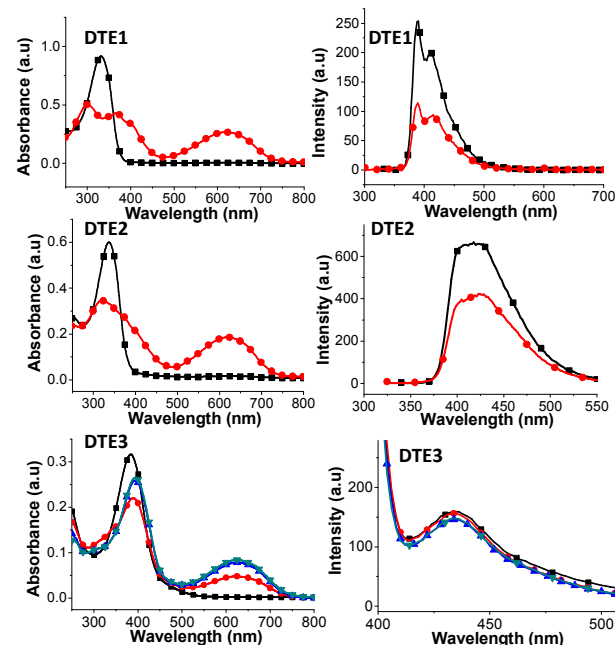 DTE1
Absorbance (a.u)
1.0
0.5
0.0
300 400 500 600 700 800
Wavelength (nm)
DTE1
Intensity (a.u)
250
200
150
100
50
0
300 400 500 600 700
Wavelength (nm)
DTE2
Absorbance (a.u)
0.6
0.4
0.2
0.0
300 400 500 600 700 800
Wavelength (nm)
DTE2
Intensity (a.u)
600
400
200
0
300 350 400 450 500 550
Wavelength (nm)
DTE3
Absorbance (a.u)
0.3
0.2
0.1
0.0
300 400 500 600 700 800
Wavelength (nm)
DTE3
Intensity (a.u)
300
200
100
0
400 450 500
Wavelength (nm)